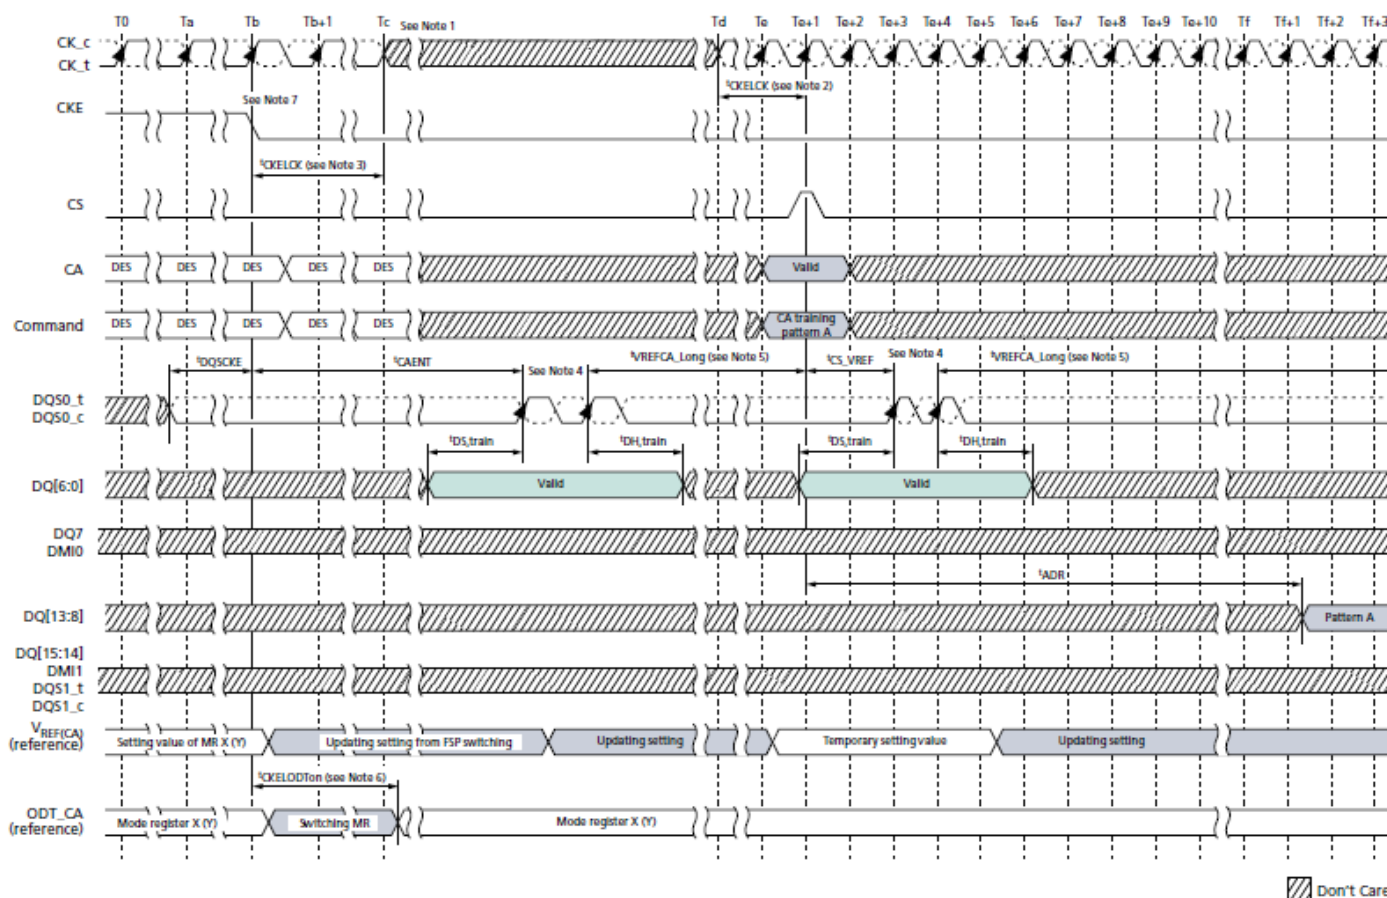 T0 Ta Tb Tb+1 Tc See Note 1 Td Te Te+1 Te+2 Te+3 Te+4 Te+5 Te+6 Te+7 Te+8 Te+9 Te+10 Tf Tf+1 Tf+2 Tf+3
CK_c
CK_t
tCKELCK (see Note 2)
CKE
See Note 7
tCKELCK (see Note 3)
CS
CA
DES DES DES DES DES Valid
Command
DES DES DES DES DES CA training
pattern A
tDQSCKE tCAENT See Note 4 tVREFCA_Long (see Note 5) tCS_VREF See Note 4 tVREFCA_Long (see Note 5)
DQS0_t
DQS0_c
tDS,train tDH,train tDS,train tDH,train
DQ[6:0]
Valid Valid
DQ7
DMI0
tADR
DQ[13:8]
Pattern A
DQ[15:14]
DMI1
DQS1_t
DQS1_c
VREF(CA)
(reference)
Setting value of MR X (Y) Updating setting from FSP switching Updating setting Temporary setting value Updating setting
tCKELODTon (see Note 6)
ODT_CA
(reference)
Mode register X (Y) Switching MR Mode register X (Y)
Don't Care